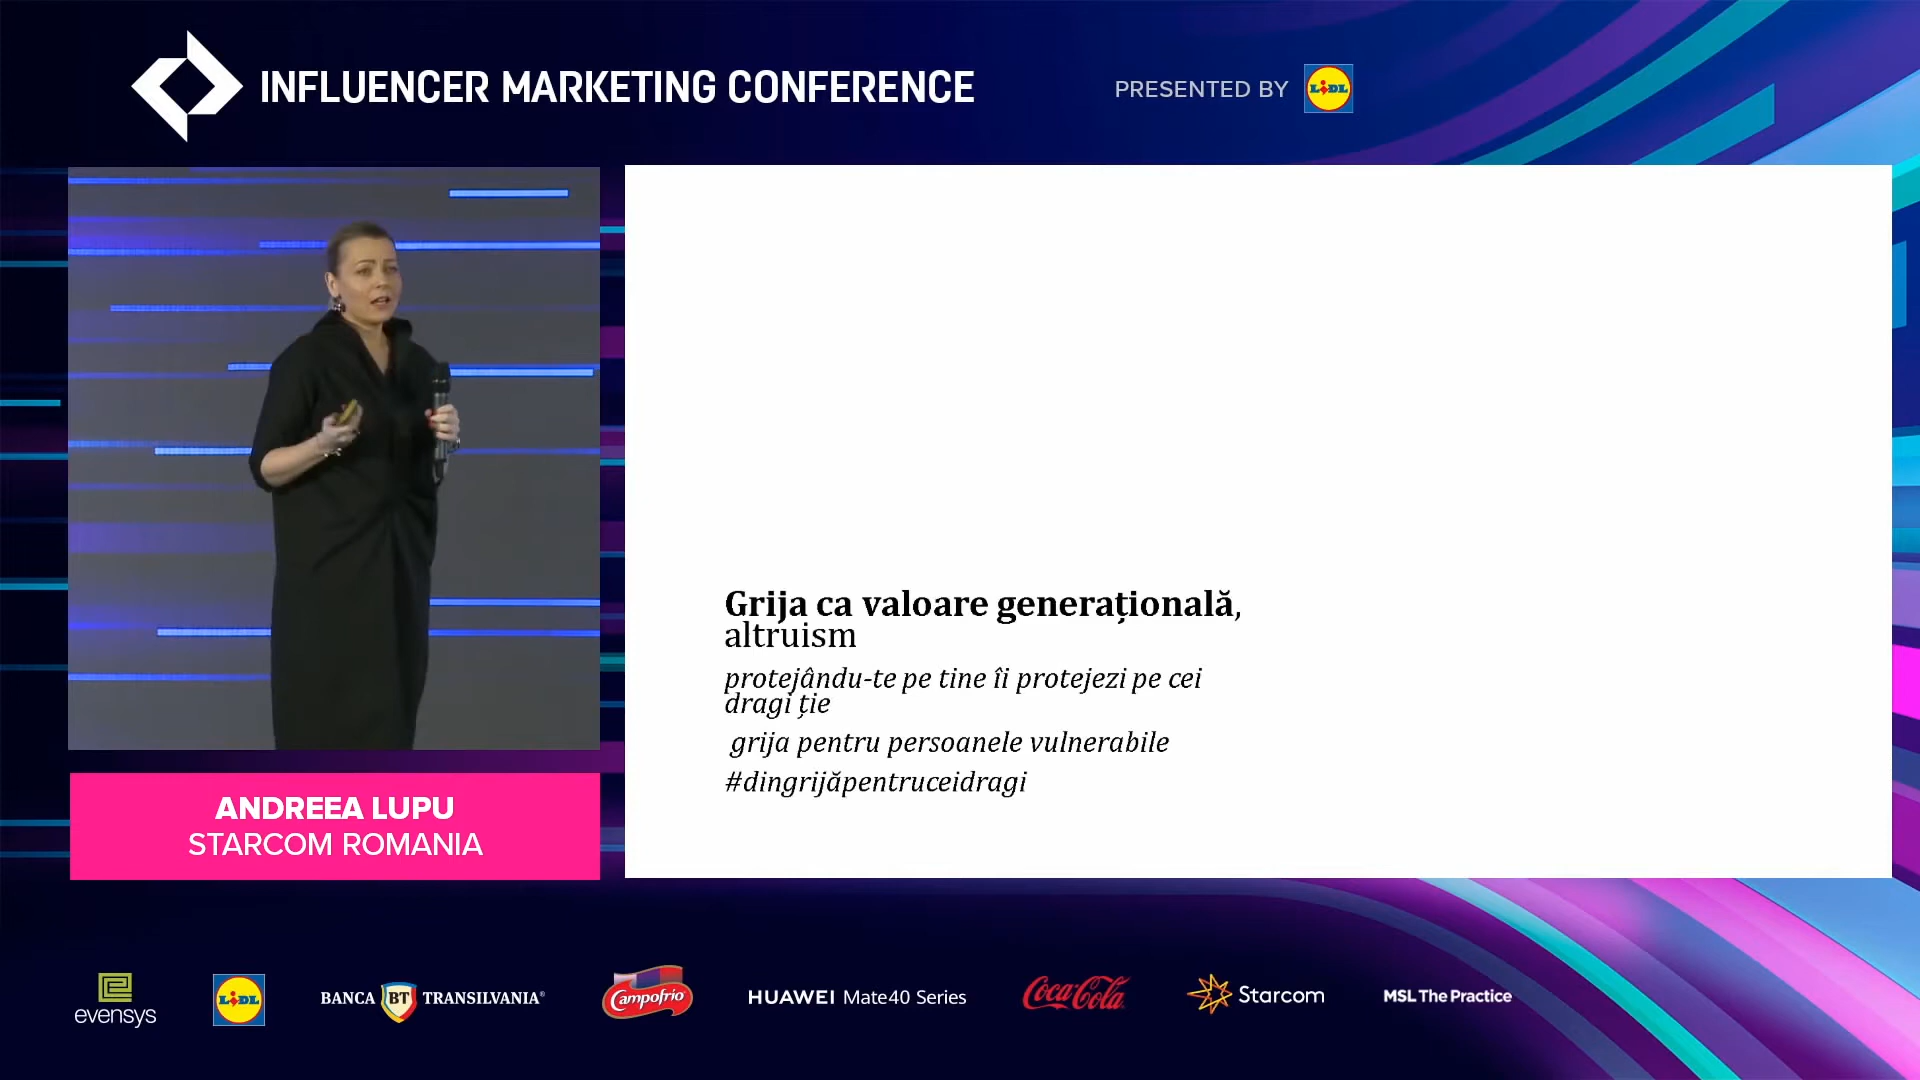 INFLUENCER MARKETING CONFERENCE
PRESENTED BY
LiDL
Grija ca valoare generațională,
altruism
protejându-te pe tine îi protejezi pe cei
dragi ție
grija pentru persoanele vulnerabile
#dingrijăpentruceidragi
ANDREEA LUPU
STARCOM ROMANIA
evensys
LiDL
BANCA BT TRANSILVANIA®
Campofrio
HUAWEI Mate40 Series
Coca-Cola
Starcom
MSL The Practice